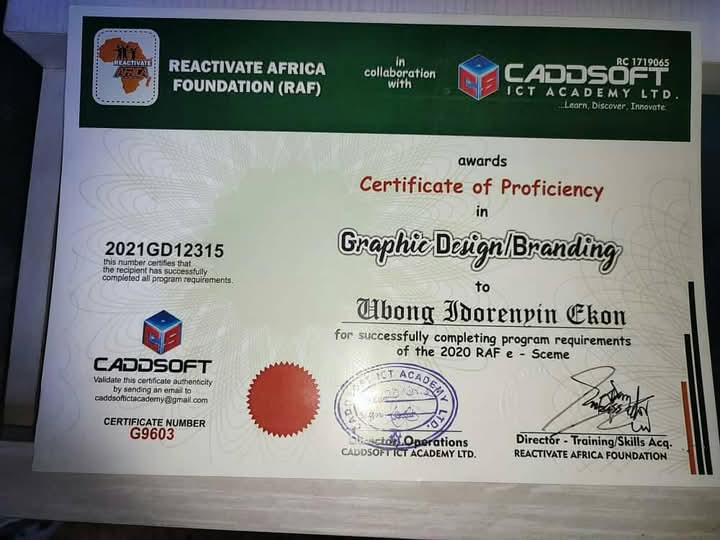 REACTIVATE
AFRICA
REACTIVATE AFRICA
FOUNDATION (RAF)
in
collaboration
with
RC 1719065
CADDSOFT
ICT ACADEMY LTD.
...Learn, Discover, Innovate.
awards
Certificate of Proficiency
in
Graphic Design/Branding
to
Ubong Idorenyin Ekon
for successfully completing program requirements
of the 2020 RAF e - Sceme
2021GD12315
this number certifies that
the recipient has successfully
completed all program requirements.
CADDSOFT
Validate this certificate authenticity
by sending an email to
caddsoftictacademy@gmail.com
CERTIFICATE NUMBER
G9603
ICT ACADEMY LTD.
Director Operations
CADDSOFT ICT ACADEMY LTD.
Director - Training/Skills Acq.
REACTIVATE AFRICA FOUNDATION